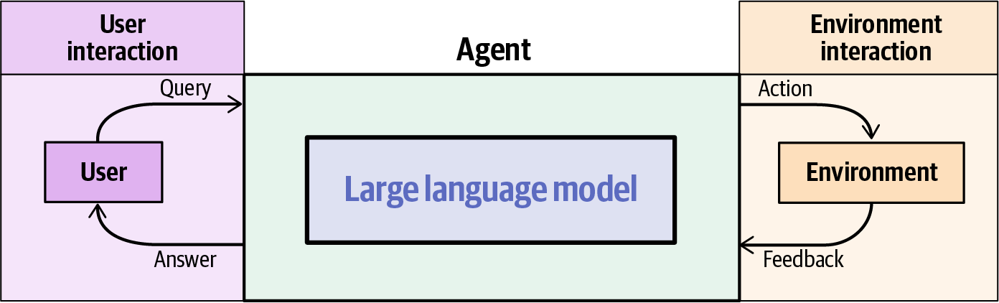 User
interaction
Agent
Environment
interaction
Query
Action
User
Large language model
Environment
Answer
Feedback